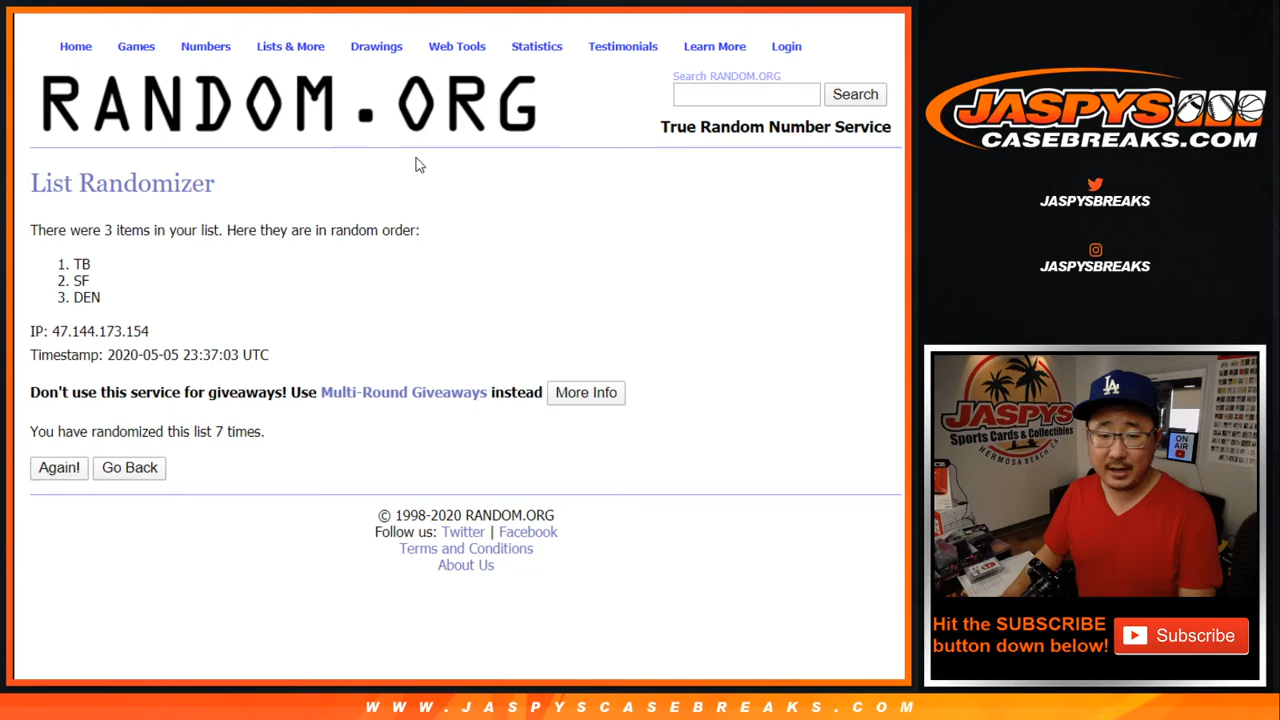 Home Games Numbers Lists & More Drawings Web Tools Statistics Testimonials Learn More Login
RANDOM.ORG
Search RANDOM.ORG
Search
True Random Number Service
List Randomizer
There were 3 items in your list. Here they are in random order:
1. TB
2. SF
3. DEN
IP: 47.144.173.154
Timestamp: 2020-05-05 23:37:03 UTC
Don't use this service for giveaways! Use Multi-Round Giveaways instead More Info
You have randomized this list 7 times.
Again! Go Back
© 1998-2020 RANDOM.ORG
Follow us: Twitter | Facebook
Terms and Conditions
About Us
JASPYS
CASEBREAKS.COM
JASPYSBREAKS
JASPYSBREAKS
JASPYS
Sports Cards & Collectibles
HERMOSA BEACH, CA
LA
ON
AIR
Hit the SUBSCRIBE
button down below!
Subscribe
WWW.JASPYSCASEBREAKS.COM